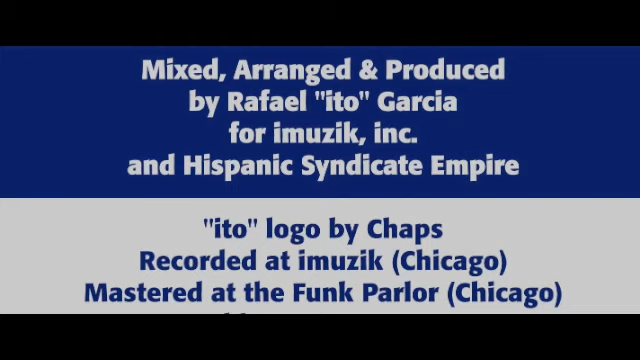 Mixed, Arranged & Produced
by Rafael "ito" Garcia
for imuzik, inc.
and Hispanic Syndicate Empire
"ito" logo by Chaps
Recorded at imuzik (Chicago)
Mastered at the Funk Parlor (Chicago)